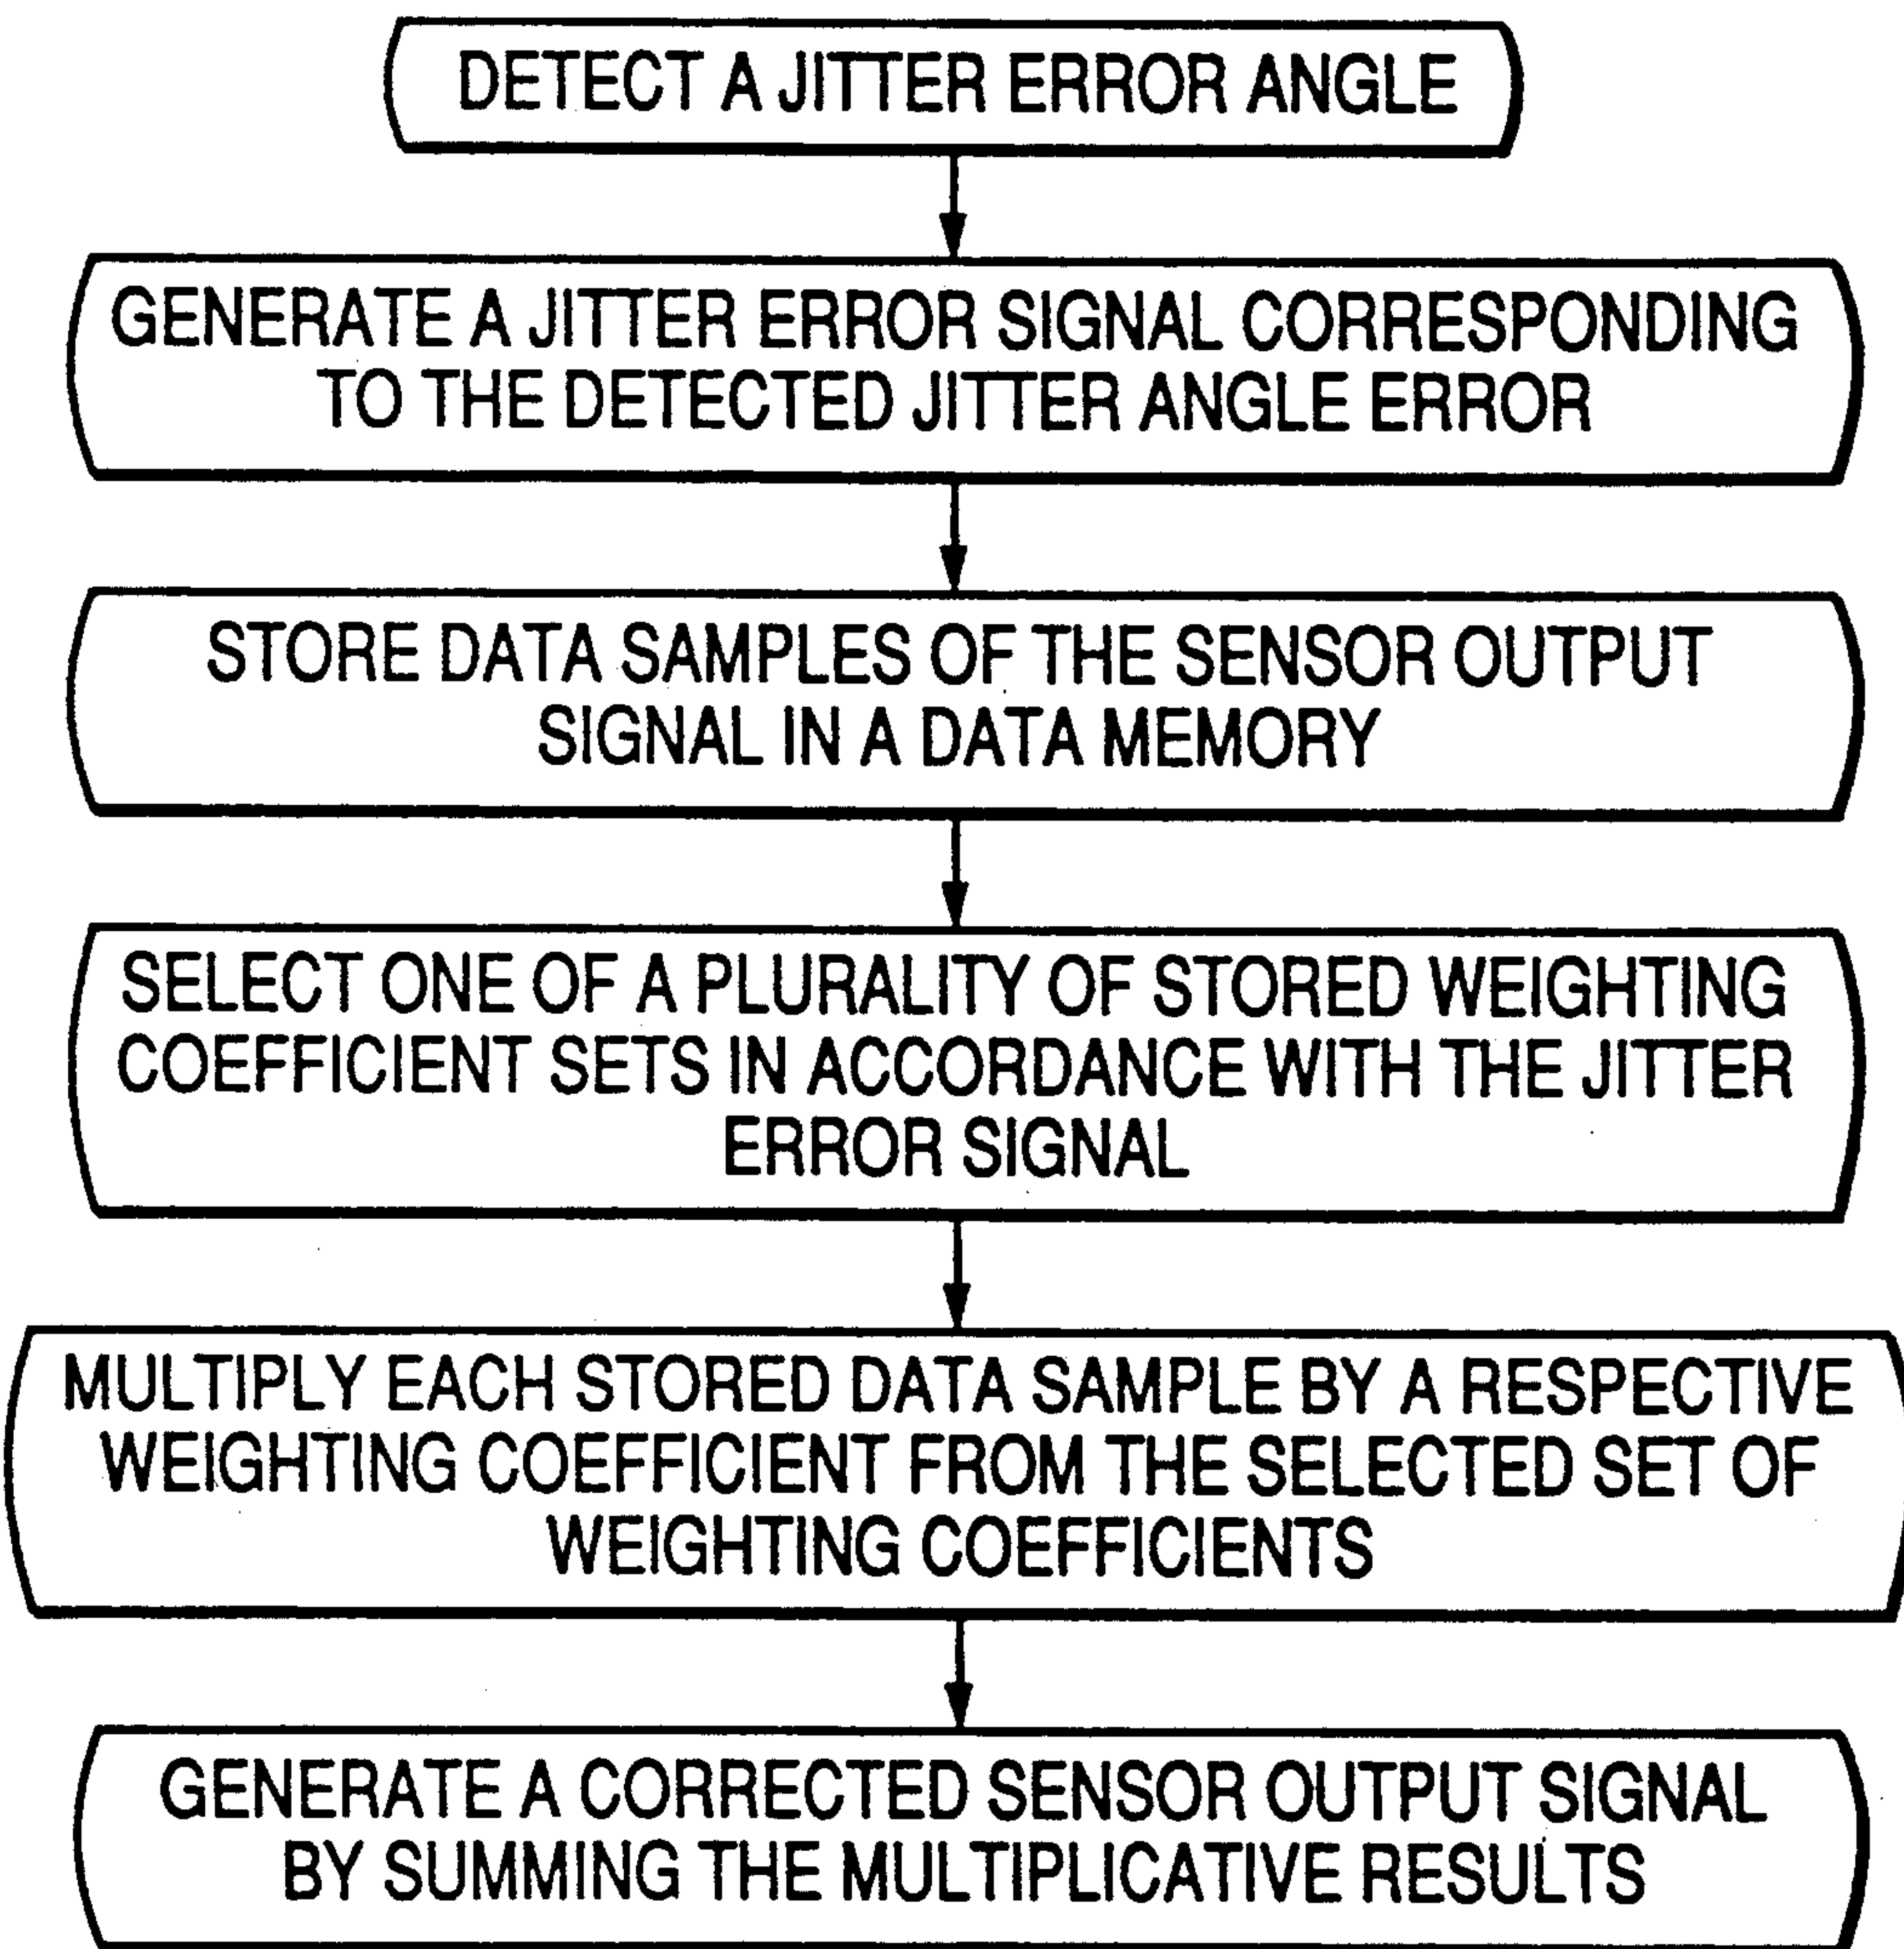 DETECT A JITTER ERROR ANGLE
GENERATE A JITTER ERROR SIGNAL CORRESPONDING
TO THE DETECTED JITTER ANGLE ERROR
STORE DATA SAMPLES OF THE SENSOR OUTPUT
SIGNAL IN A DATA MEMORY
SELECT ONE OF A PLURALITY OF STORED WEIGHTING
COEFFICIENT SETS IN ACCORDANCE WITH THE JITTER
ERROR SIGNAL
MULTIPLY EACH STORED DATA SAMPLE BY A RESPECTIVE
WEIGHTING COEFFICIENT FROM THE SELECTED SET OF
WEIGHTING COEFFICIENTS
GENERATE A CORRECTED SENSOR OUTPUT SIGNAL
BY SUMMING THE MULTIPLICATIVE RESULTS